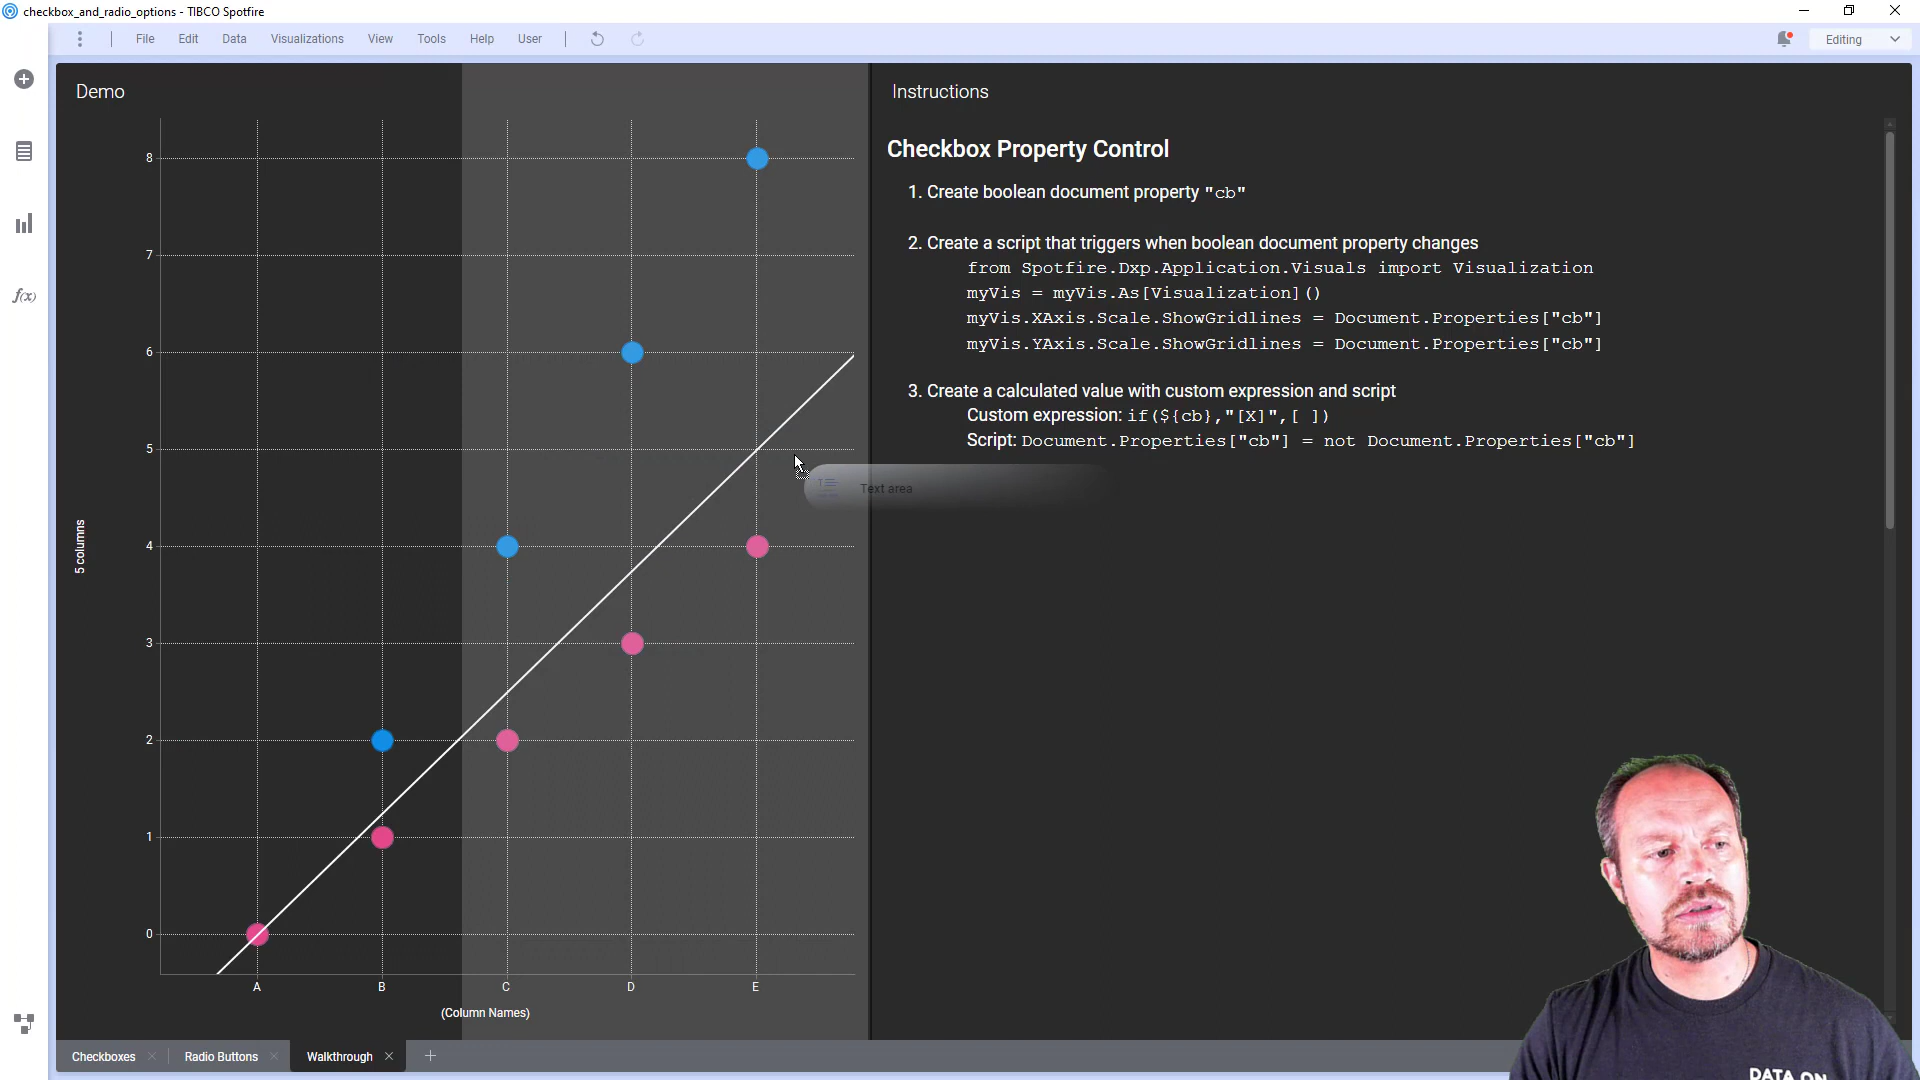 checkbox_and_radio_options - TIBCO Spotfire
File Edit Data Visualizations View Tools Help User
Editing
Demo
8
7
6
5
4
3
2
1
0
5 columns
A B C D E
(Column Names)
Instructions
Checkbox Property Control
1. Create boolean document property "cb"
2. Create a script that triggers when boolean document property changes
from Spotfire.Dxp.Application.Visuals import Visualization
myVis = myVis.As[Visualization]()
myVis.XAxis.Scale.ShowGridlines = Document.Properties["cb"]
myVis.YAxis.Scale.ShowGridlines = Document.Properties["cb"]
3. Create a calculated value with custom expression and script
Custom expression: if(${cb},"[X]",[ ])
Script: Document.Properties["cb"] = not Document.Properties["cb"]
Text area
f(x)
Checkboxes Radio Buttons Walkthrough
DATA ON